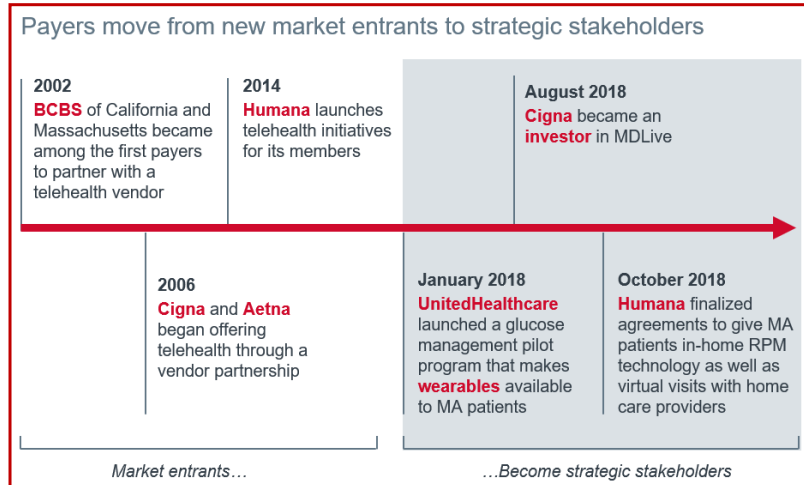 Payers move from new market entrants to strategic stakeholders
2002
BCBS of California and
Massachusetts became
among the first payers
to partner with a
telehealth vendor
2006
Cigna and Aetna
began offering
telehealth through a
vendor partnership
2014
Humana launches
telehealth initiatives
for its members
January 2018
UnitedHealthcare
launched a glucose
management pilot
program that makes
wearables available
to MA patients
August 2018
Cigna became an
investor in MDLive
October 2018
Humana finalized
agreements to give MA
patients in-home RPM
technology as well as
virtual visits with home
care providers
Market entrants…
…Become strategic stakeholders